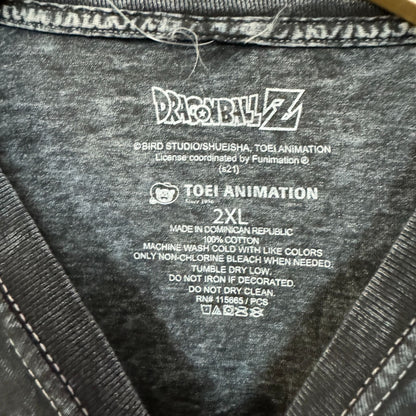 DRAGONBALL Z
©BIRD STUDIO/SHUEISHA, TOEI ANIMATION
License coordinated by Funimation ®
(s21)
TOEI ANIMATION
Since 1956
2XL
MADE IN DOMINICAN REPUBLIC
100% COTTON
MACHINE WASH COLD WITH LIKE COLORS
ONLY NON-CHLORINE BLEACH WHEN NEEDED
TUMBLE DRY LOW.
DO NOT IRON IF DECORATED
DO NOT DRY CLEAN.
RN# 115665 / PCS